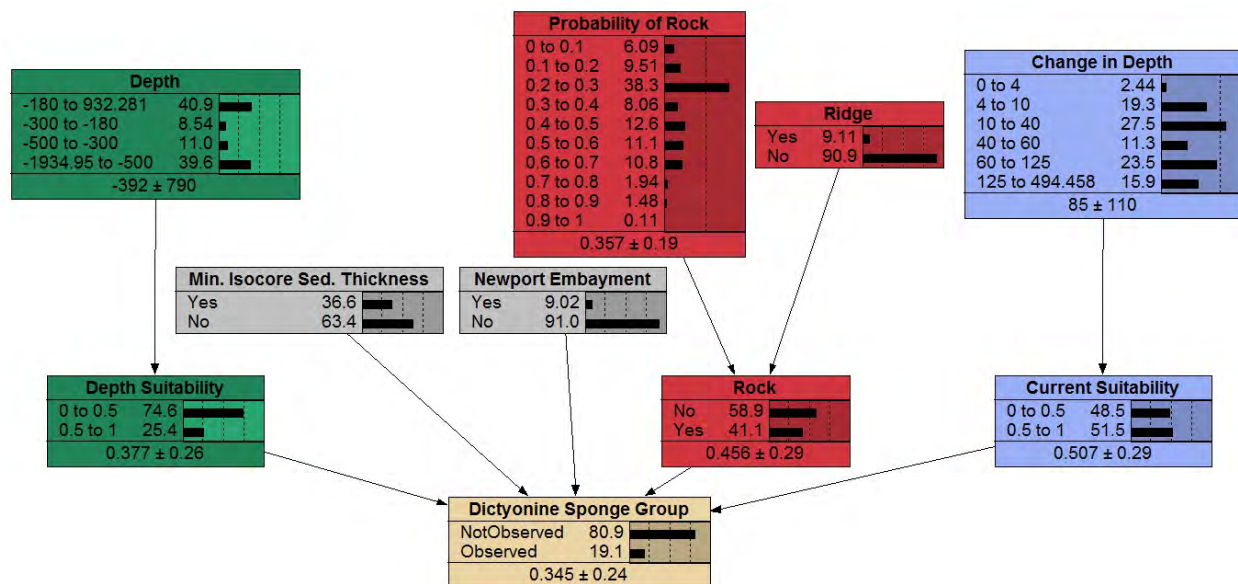 Depth
-180 to 932.281 40.9
-300 to -180 8.54
-500 to -300 11.0
-1934.95 to -500 39.6
-392 ± 790
Probability of Rock
0 to 0.1 6.09
0.1 to 0.2 9.51
0.2 to 0.3 38.3
0.3 to 0.4 8.06
0.4 to 0.5 12.6
0.5 to 0.6 11.1
0.6 to 0.7 10.8
0.7 to 0.8 1.94
0.8 to 0.9 1.48
0.9 to 1 0.11
0.357 ± 0.19
Ridge
Yes 9.11
No 90.9
Change in Depth
0 to 4 2.44
4 to 10 19.3
10 to 40 27.5
40 to 60 11.3
60 to 125 23.5
125 to 494.458 15.9
85 ± 110
Min. Isocore Sed. Thickness
Yes 36.6
No 63.4
Newport Embayment
Yes 9.02
No 91.0
Depth Suitability
0 to 0.5 74.6
0.5 to 1 25.4
0.377 ± 0.26
Rock
No 58.9
Yes 41.1
0.456 ± 0.29
Current Suitability
0 to 0.5 48.5
0.5 to 1 51.5
0.507 ± 0.29
Dictyonine Sponge Group
NotObserved 80.9
Observed 19.1
0.345 ± 0.24